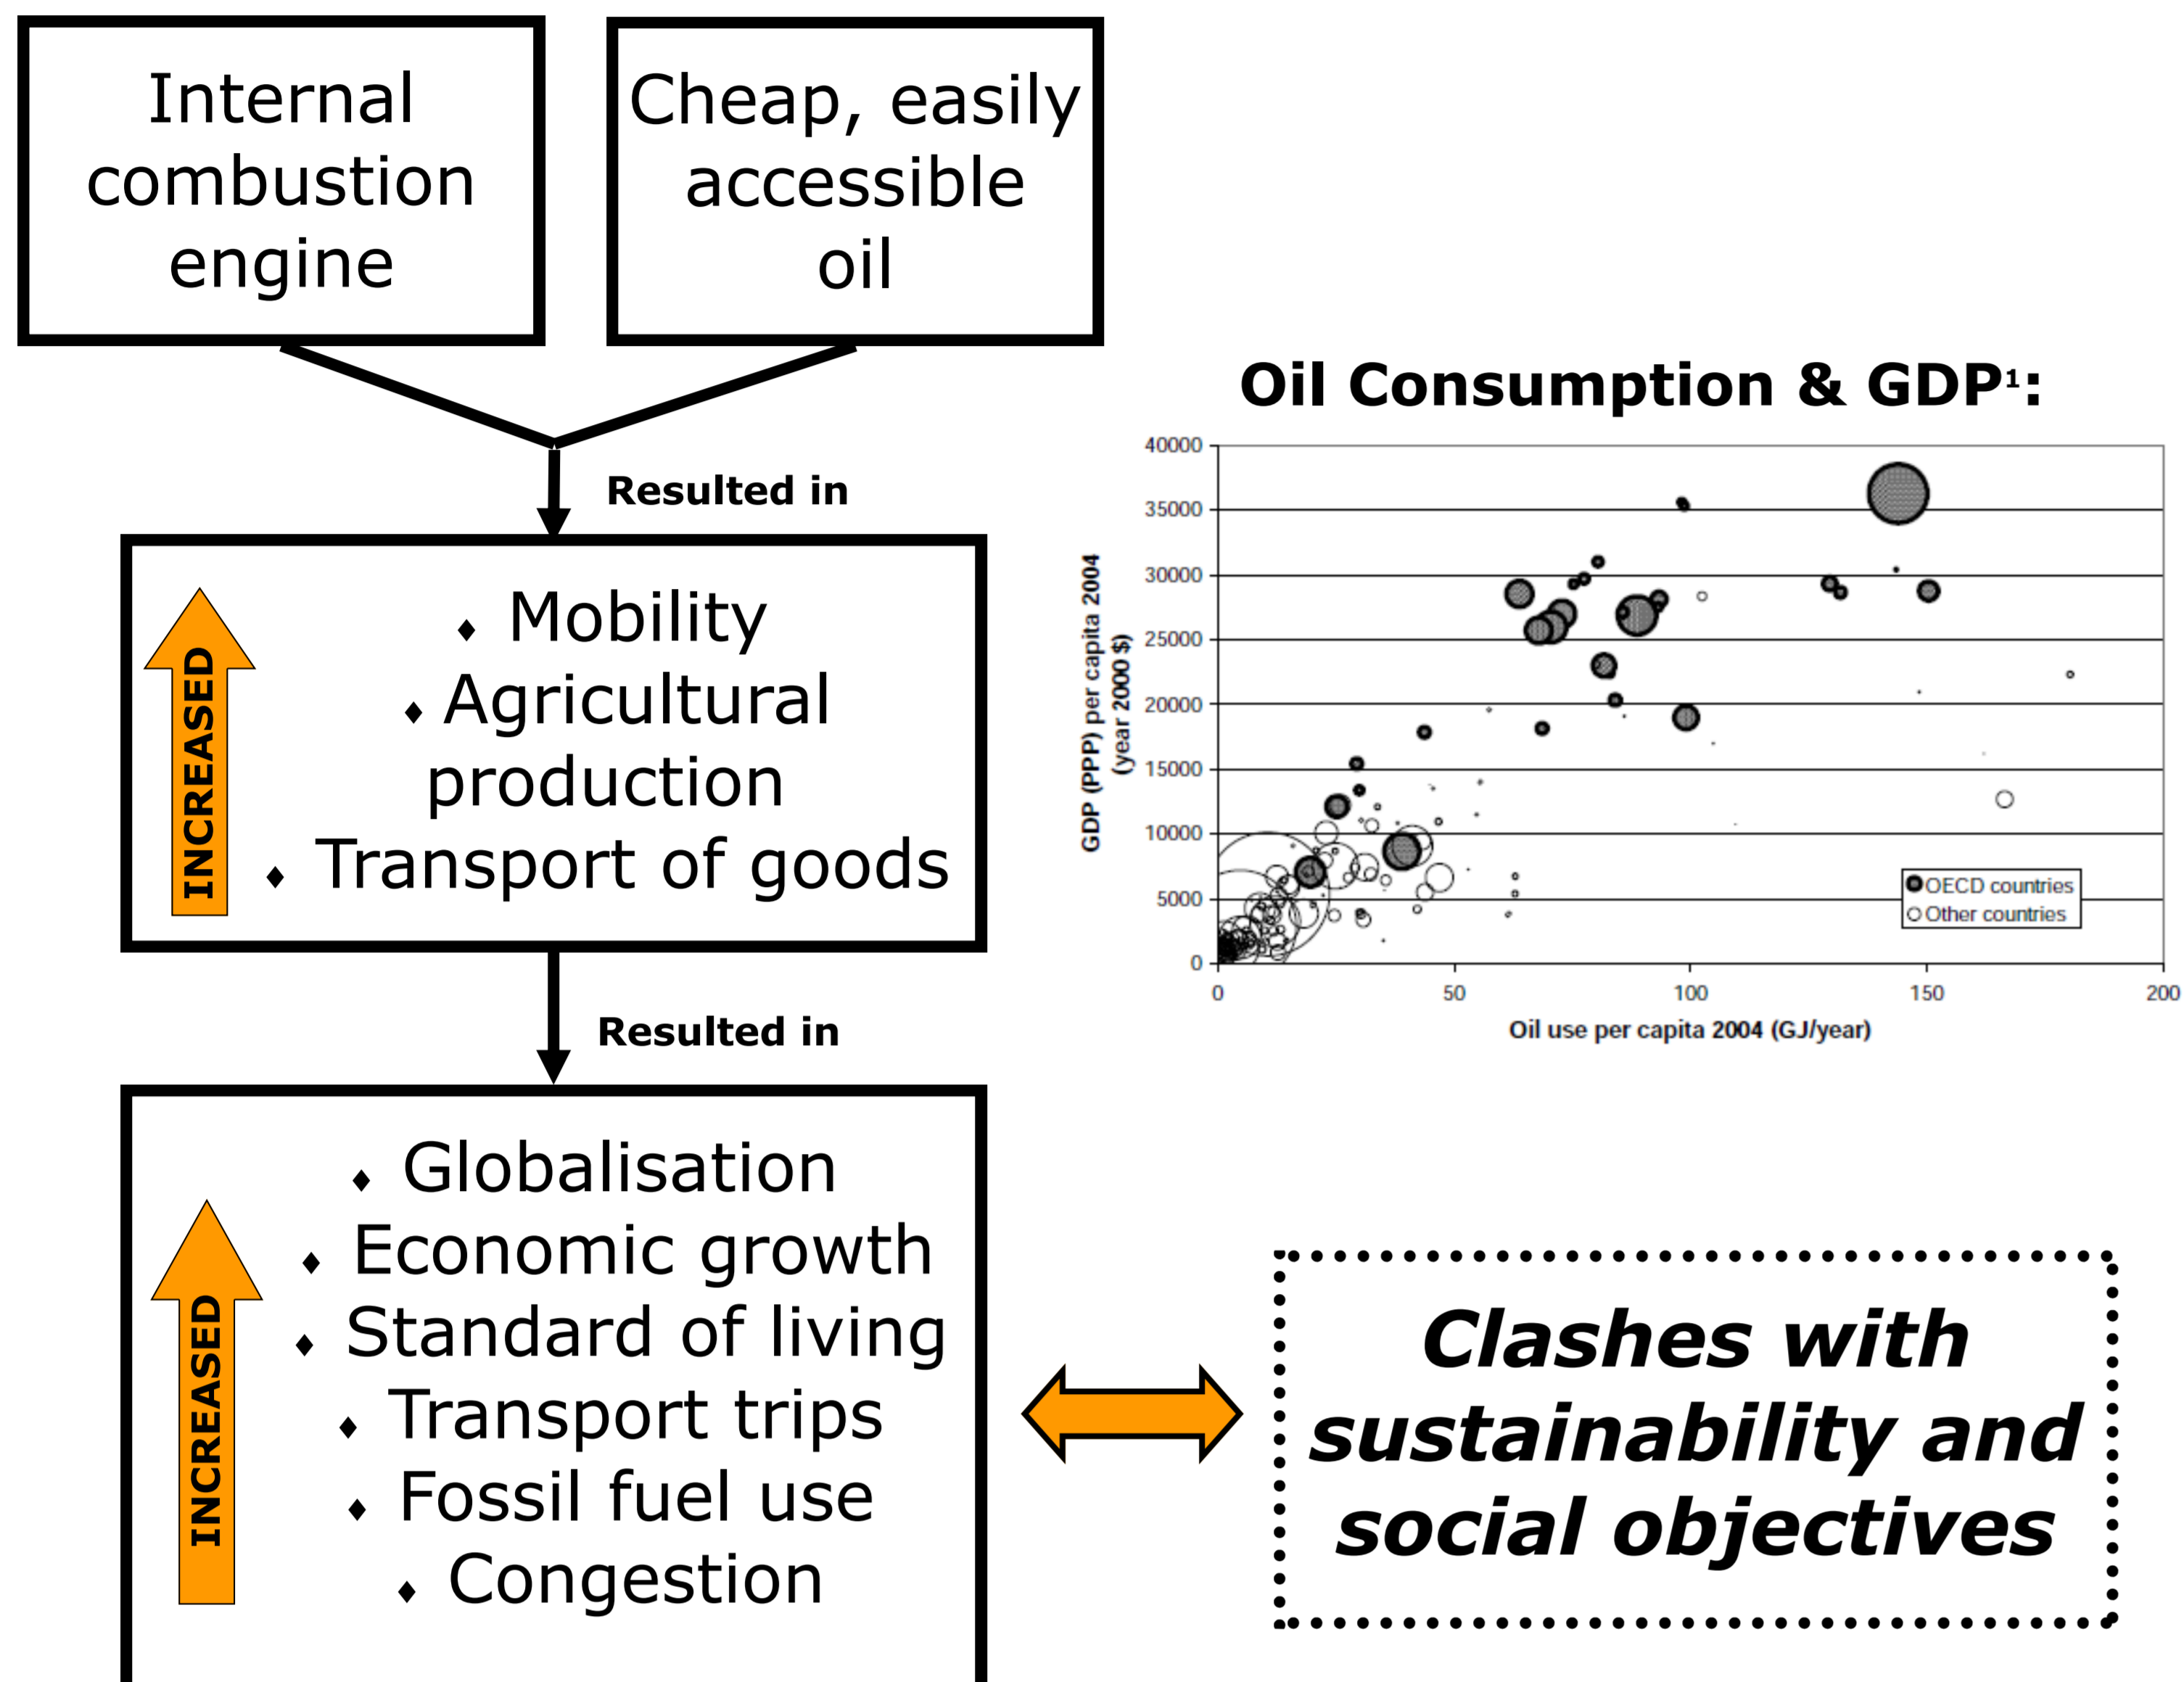 Internal
combustion
engine
Cheap, easily
accessible
oil
Resulted in
INCREASED
♦ Mobility
♦ Agricultural
production
♦ Transport of goods
Resulted in
INCREASED
♦ Globalisation
♦ Economic growth
♦ Standard of living
♦ Transport trips
♦ Fossil fuel use
♦ Congestion
Oil Consumption & GDP¹:
GDP (PPP) per capita 2004
(year 2000 $)
40000
35000
30000
25000
20000
15000
10000
5000
0
0 50 100 150 200
Oil use per capita 2004 (GJ/year)
OECD countries
Other countries
Clashes with
sustainability and
social objectives